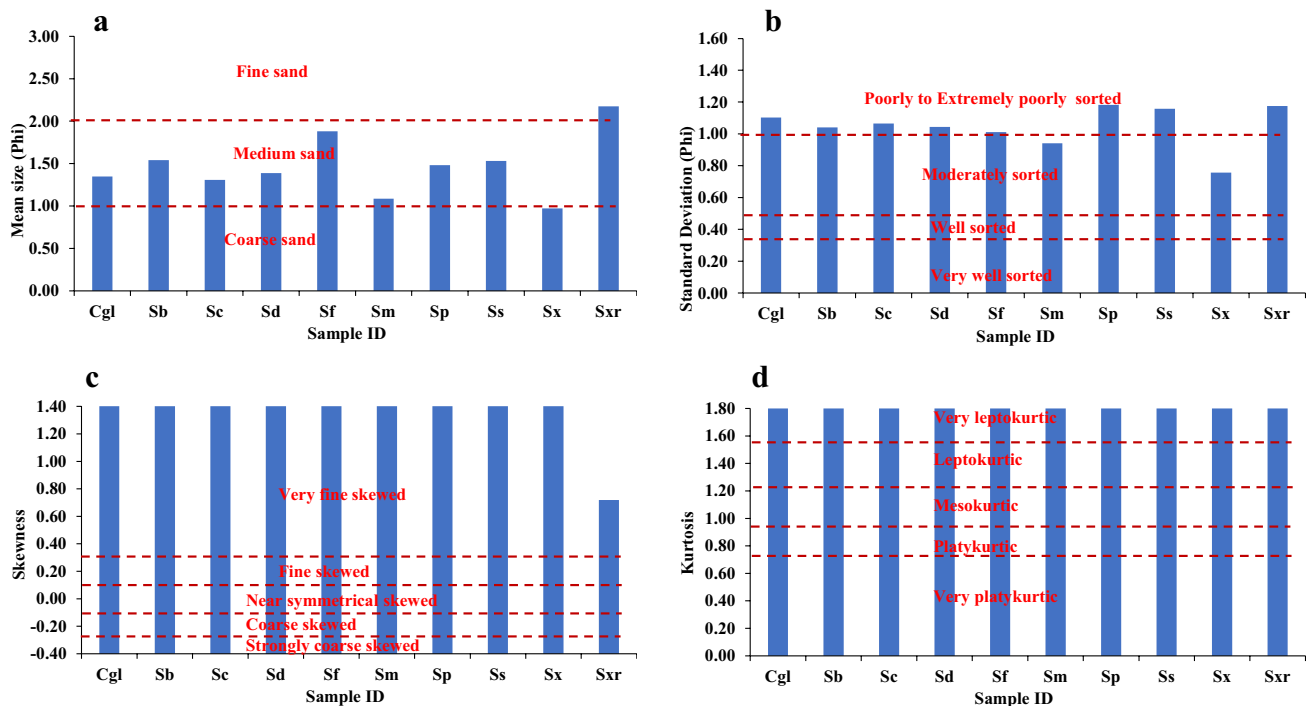 a
Mean size (Phi)
3.00
2.50
2.00
1.50
1.00
0.50
0.00
Fine sand
Medium sand
Coarse sand
Cgl Sb Sc Sd Sf Sm Sp Ss Sx Sxr
Sample ID
b
Standard Deviation (Phi)
1.60
1.40
1.20
1.00
0.80
0.60
0.40
0.20
0.00
Poorly to Extremely poorly sorted
Moderately sorted
Well sorted
Very well sorted
Cgl Sb Sc Sd Sf Sm Sp Ss Sx Sxr
Sample ID
c
Skewness
1.40
1.20
1.00
0.80
0.60
0.40
0.20
0.00
-0.20
-0.40
Very fine skewed
Fine skewed
Near symmetrical skewed
Coarse skewed
Strongly coarse skewed
Cgl Sb Sc Sd Sf Sm Sp Ss Sx Sxr
Sample ID
d
Kurtosis
1.80
1.60
1.40
1.20
1.00
0.80
0.60
0.40
0.20
0.00
Very leptokurtic
Leptokurtic
Mesokurtic
Platykurtic
Very platykurtic
Cgl Sb Sc Sd Sf Sm Sp Ss Sx Sxr
Sample ID